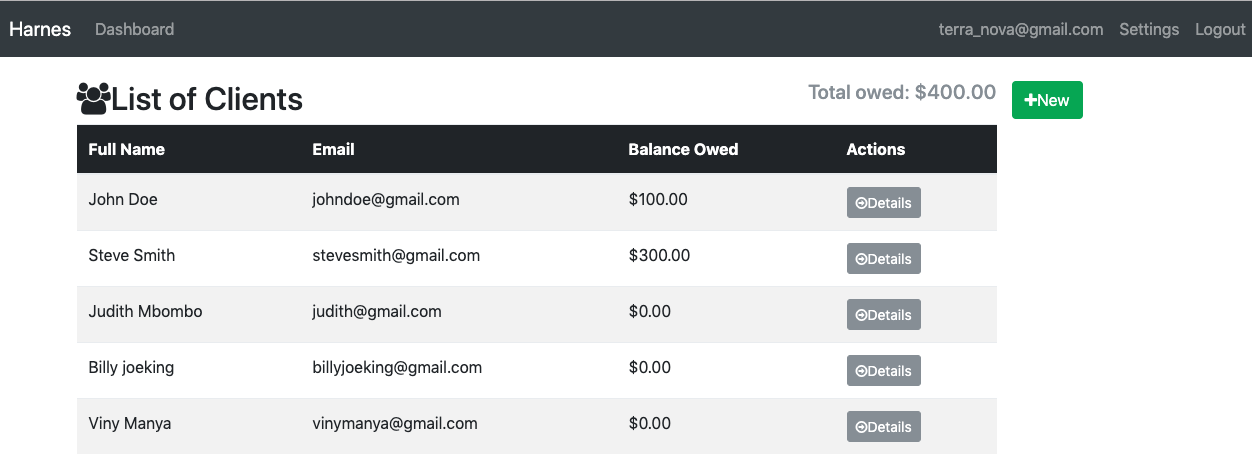 Harnes Dashboard terra_nova@gmail.com Settings Logout
List of Clients Total owed: $400.00 +New
Full Name Email Balance Owed Actions
John Doe johndoe@gmail.com $100.00 Details
Steve Smith stevesmith@gmail.com $300.00 Details
Judith Mbombo judith@gmail.com $0.00 Details
Billy joeking billyjoeking@gmail.com $0.00 Details
Viny Manya vinymanya@gmail.com $0.00 Details